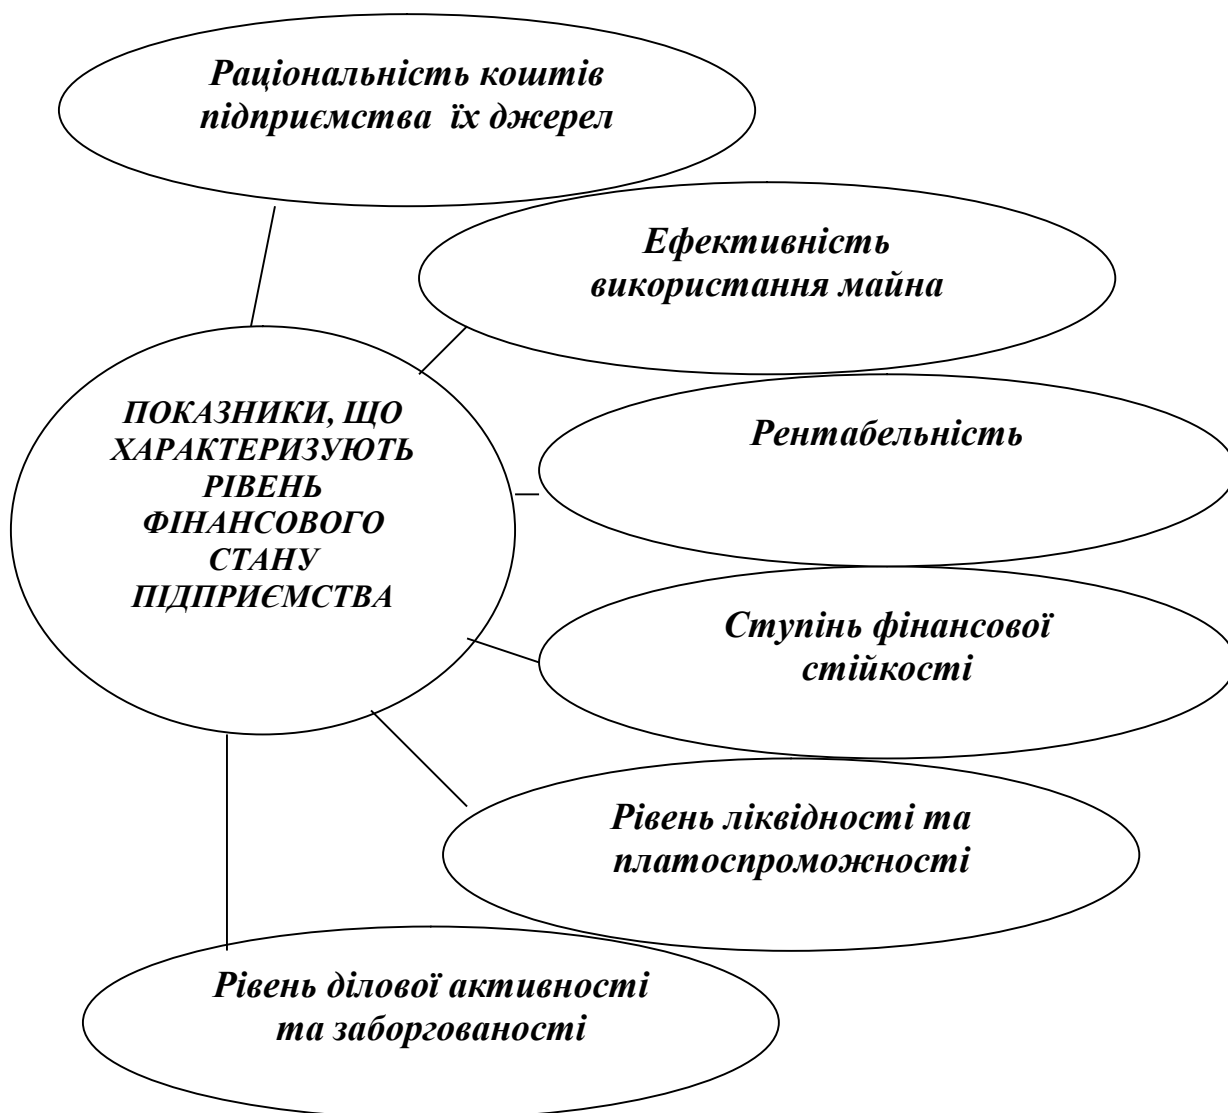 Раціональність коштів
підприємства їх джерел
Ефективність
використання майна
ПОКАЗНИКИ, ЩО
ХАРАКТЕРИЗУЮТЬ
РІВЕНЬ
ФІНАНСОВОГО
СТАНУ
ПІДПРИЄМСТВА
Рентабельність
Ступінь фінансової
стійкості
Рівень ліквідності та
платоспроможності
Рівень ділової активності
та заборгованості